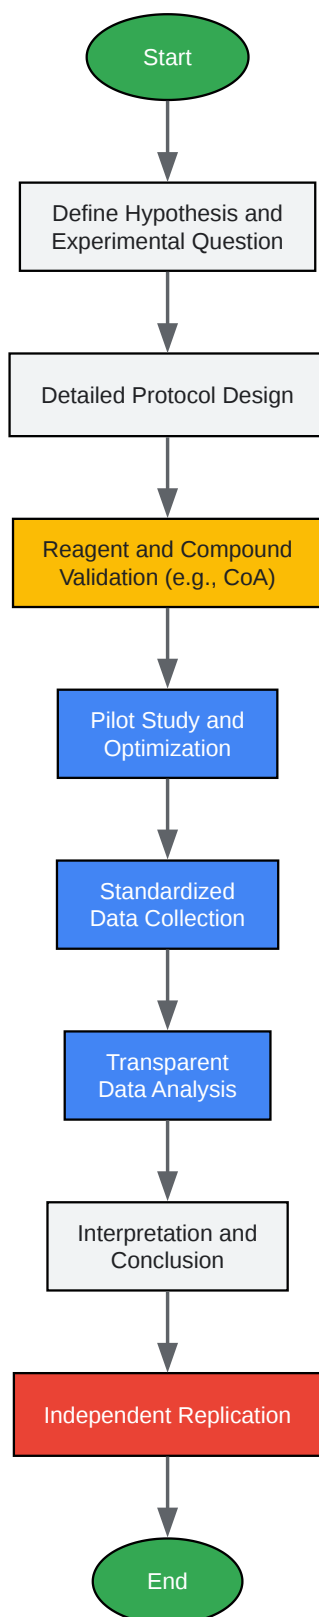 Start
Define Hypothesis and
Experimental Question
Detailed Protocol Design
Reagent and Compound
Validation (e.g., CoA)
Pilot Study and
Optimization
Standardized
Data Collection
Transparent
Data Analysis
Interpretation and
Conclusion
Independent Replication
End